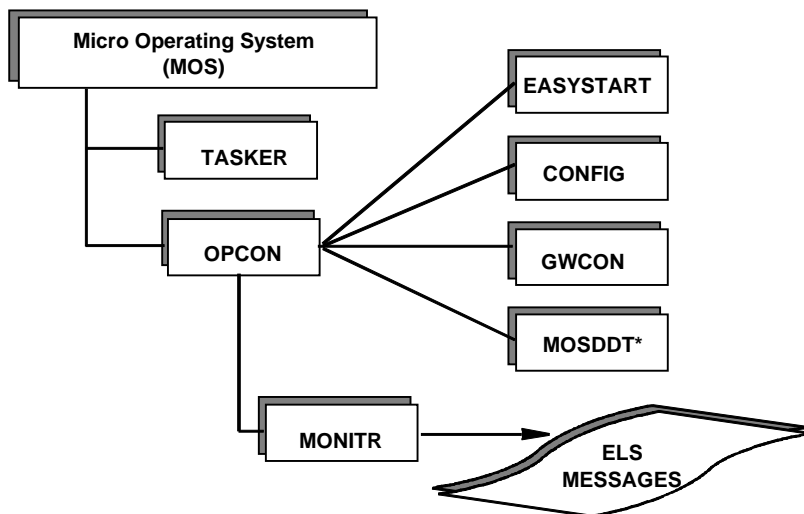 Micro Operating System
(MOS)
EASYSTART
TASKER
CONFIG
OPCON
GWCON
MOSDDT*
MONITR
ELS
MESSAGES